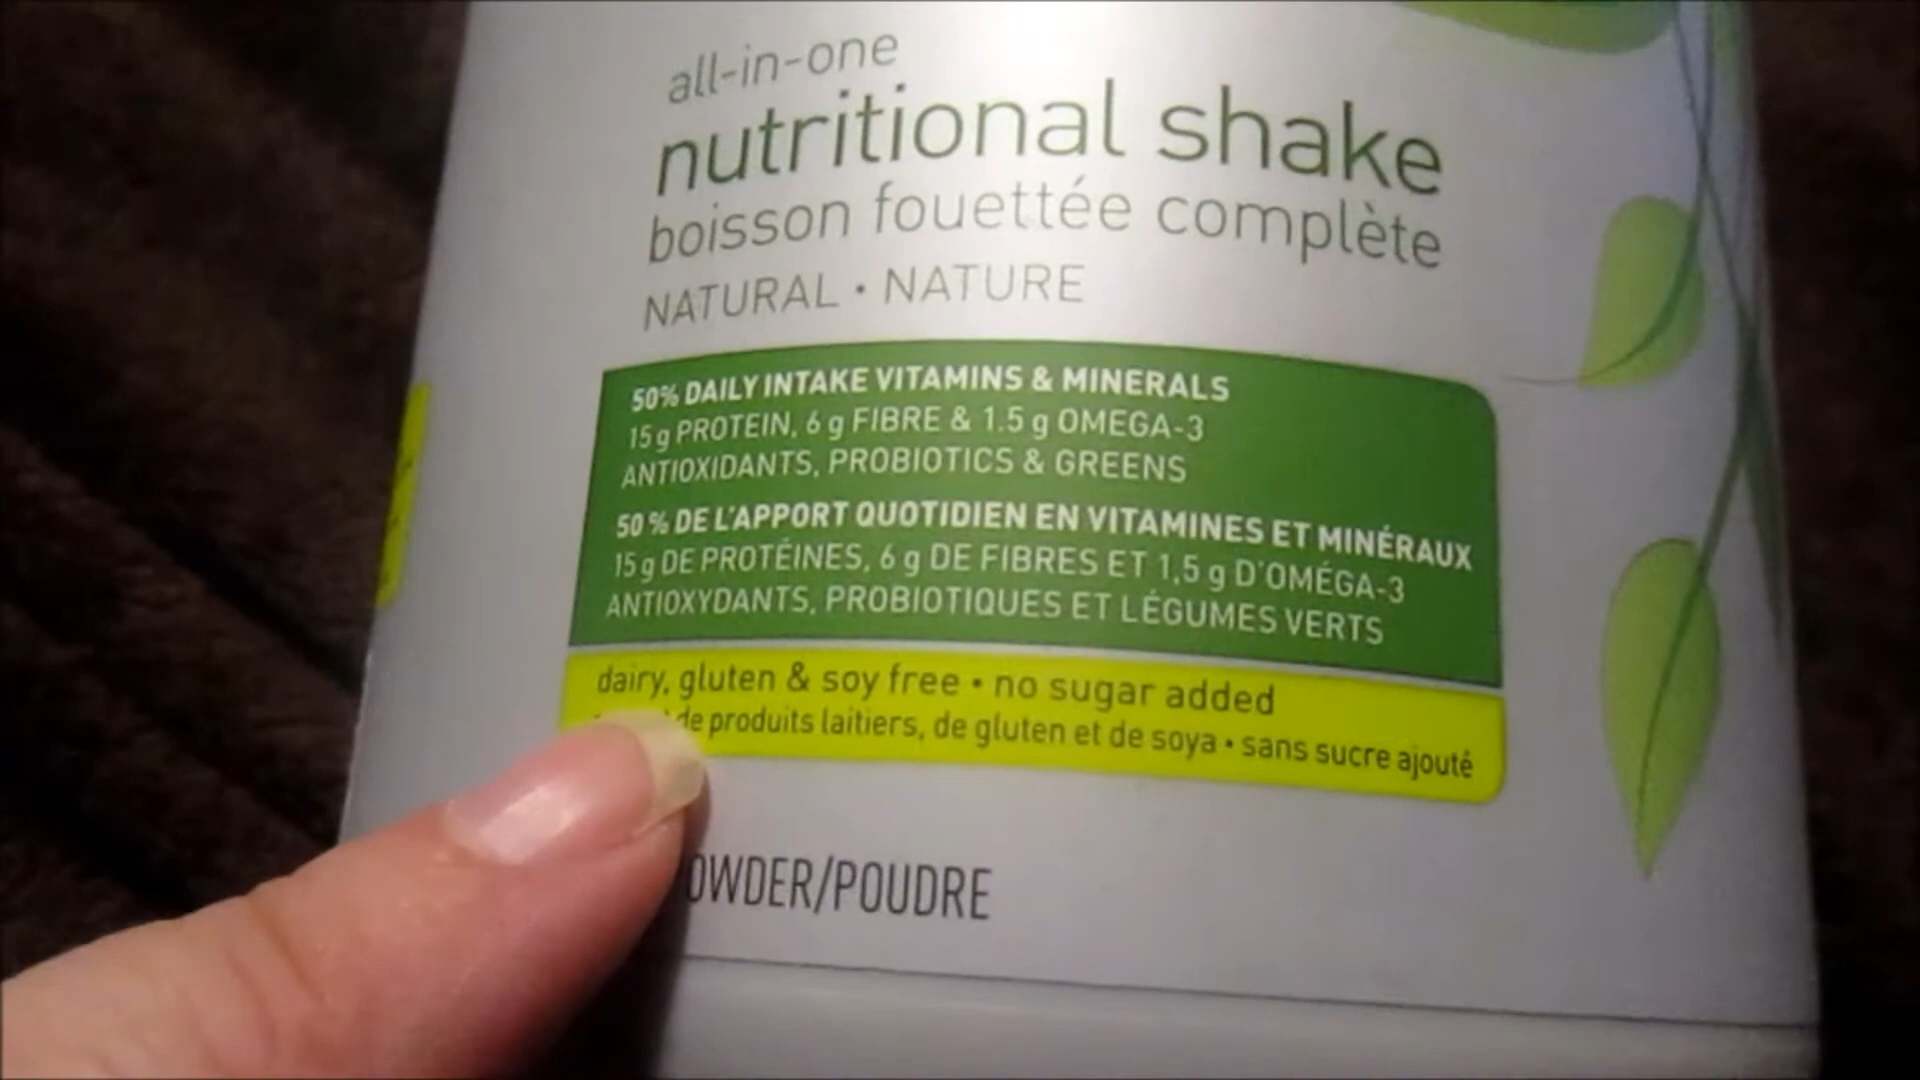 all-in-one
nutritional shake
boisson fouettée complète
NATURAL • NATURE
50% DAILY INTAKE VITAMINS & MINERALS
15 g PROTEIN, 6 g FIBRE & 1.5 g OMEGA-3
ANTIOXIDANTS, PROBIOTICS & GREENS
50 % DE L'APPORT QUOTIDIEN EN VITAMINES ET MINÉRAUX
15 g DE PROTÉINES, 6 g DE FIBRES ET 1,5 g D'OMÉGA-3
ANTIOXYDANTS, PROBIOTIQUES ET LÉGUMES VERTS
dairy, gluten & soy free • no sugar added
de produits laitiers, de gluten et de soya • sans sucre ajouté
OWDER/POUDRE